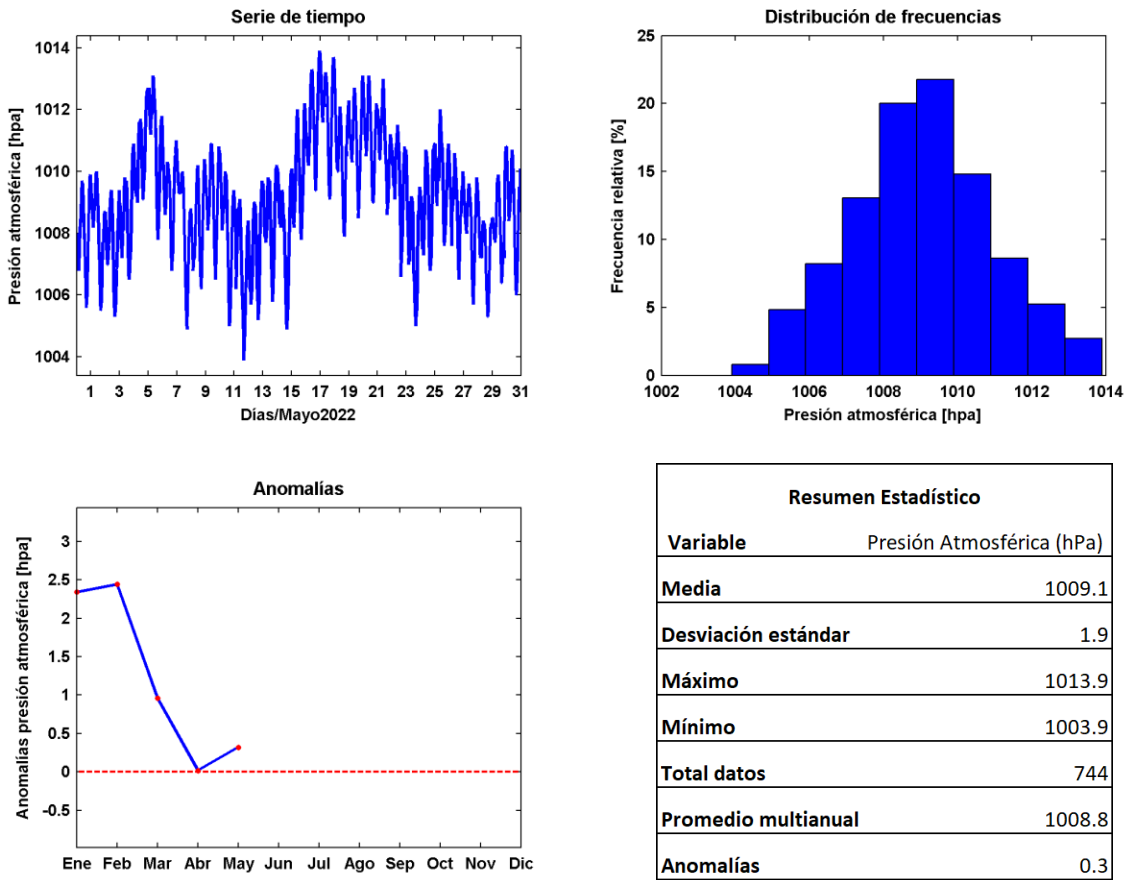 Serie de tiempo
1014
1012
1010
1008
1006
1004
Presión atmosférica [hpa]
1 3 5 7 9 11 13 15 17 19 21 23 25 27 29 31
Días/Mayo2022
Distribución de frecuencias
25
20
15
10
5
0
Frecuencia relativa [%]
1002 1004 1006 1008 1010 1012 1014
Presión atmosférica [hpa]
Anomalías
3
2.5
2
1.5
1
0.5
0
-0.5
Anomalías presión atmosférica [hpa]
Ene Feb Mar Abr May Jun Jul Ago Sep Oct Nov Dic
Resumen Estadístico
Variable Presión Atmosférica (hPa)
Media 1009.1
Desviación estándar 1.9
Máximo 1013.9
Mínimo 1003.9
Total datos 744
Promedio multianual 1008.8
Anomalías 0.3